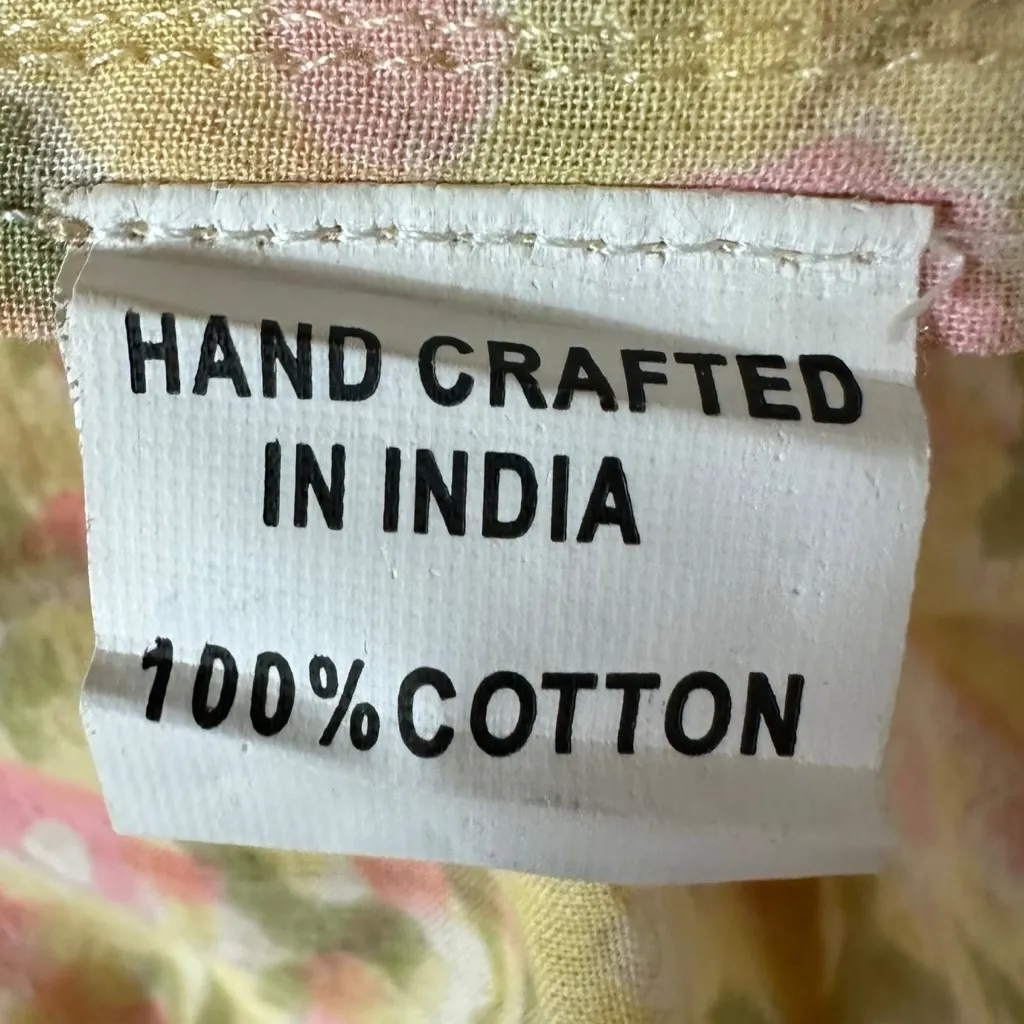 HAND CRAFTED
IN INDIA
100% COTTON